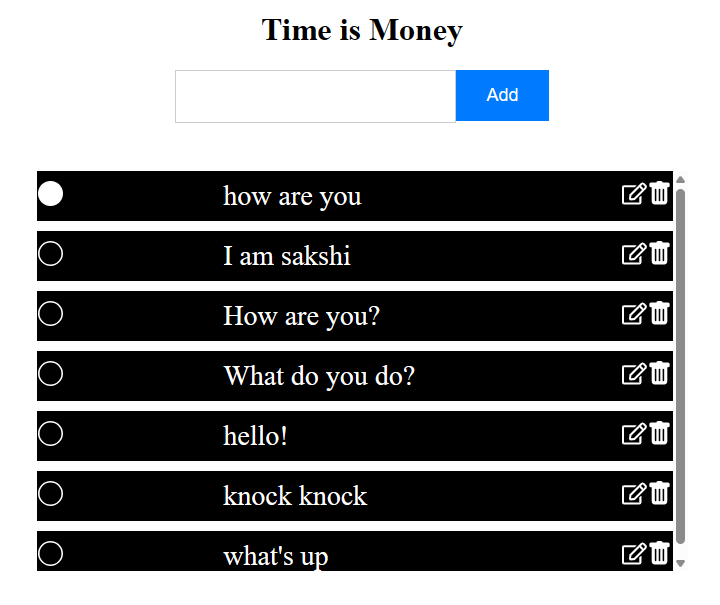 Time is Money
Add
how are you
I am sakshi
How are you?
What do you do?
hello!
knock knock
what's up